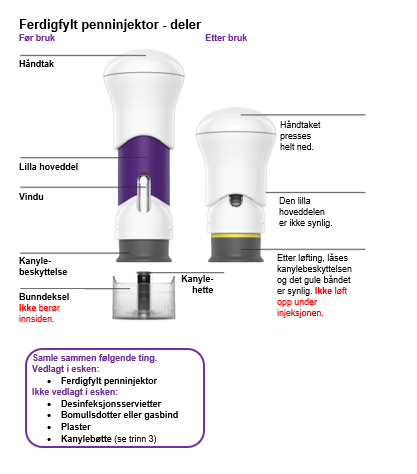 Ferdigfylt penninjektor - deler
Før bruk
Etter bruk
Håndtak
Lilla hoveddel
Vindu
Kanyle-
beskyttelse
Bunndeksel
Ikke berør
innsiden.
Kanyle-
hette
Håndtaket
presses
helt ned.
Den lilla
hoveddelen
er ikke synlig.
Etter løfting, låses
kanylebeskyttelsen
og det gule båndet
er synlig. Ikke løft
opp under
injeksjonen.
Samle sammen følgende ting.
Vedlagt i esken:
• Ferdigfylt penninjektor
Ikke vedlagt i esken:
• Desinfeksjonsservietter
• Bomullsdotter eller gasbind
• Plaster
• Kanylebøtte (se trinn 3)